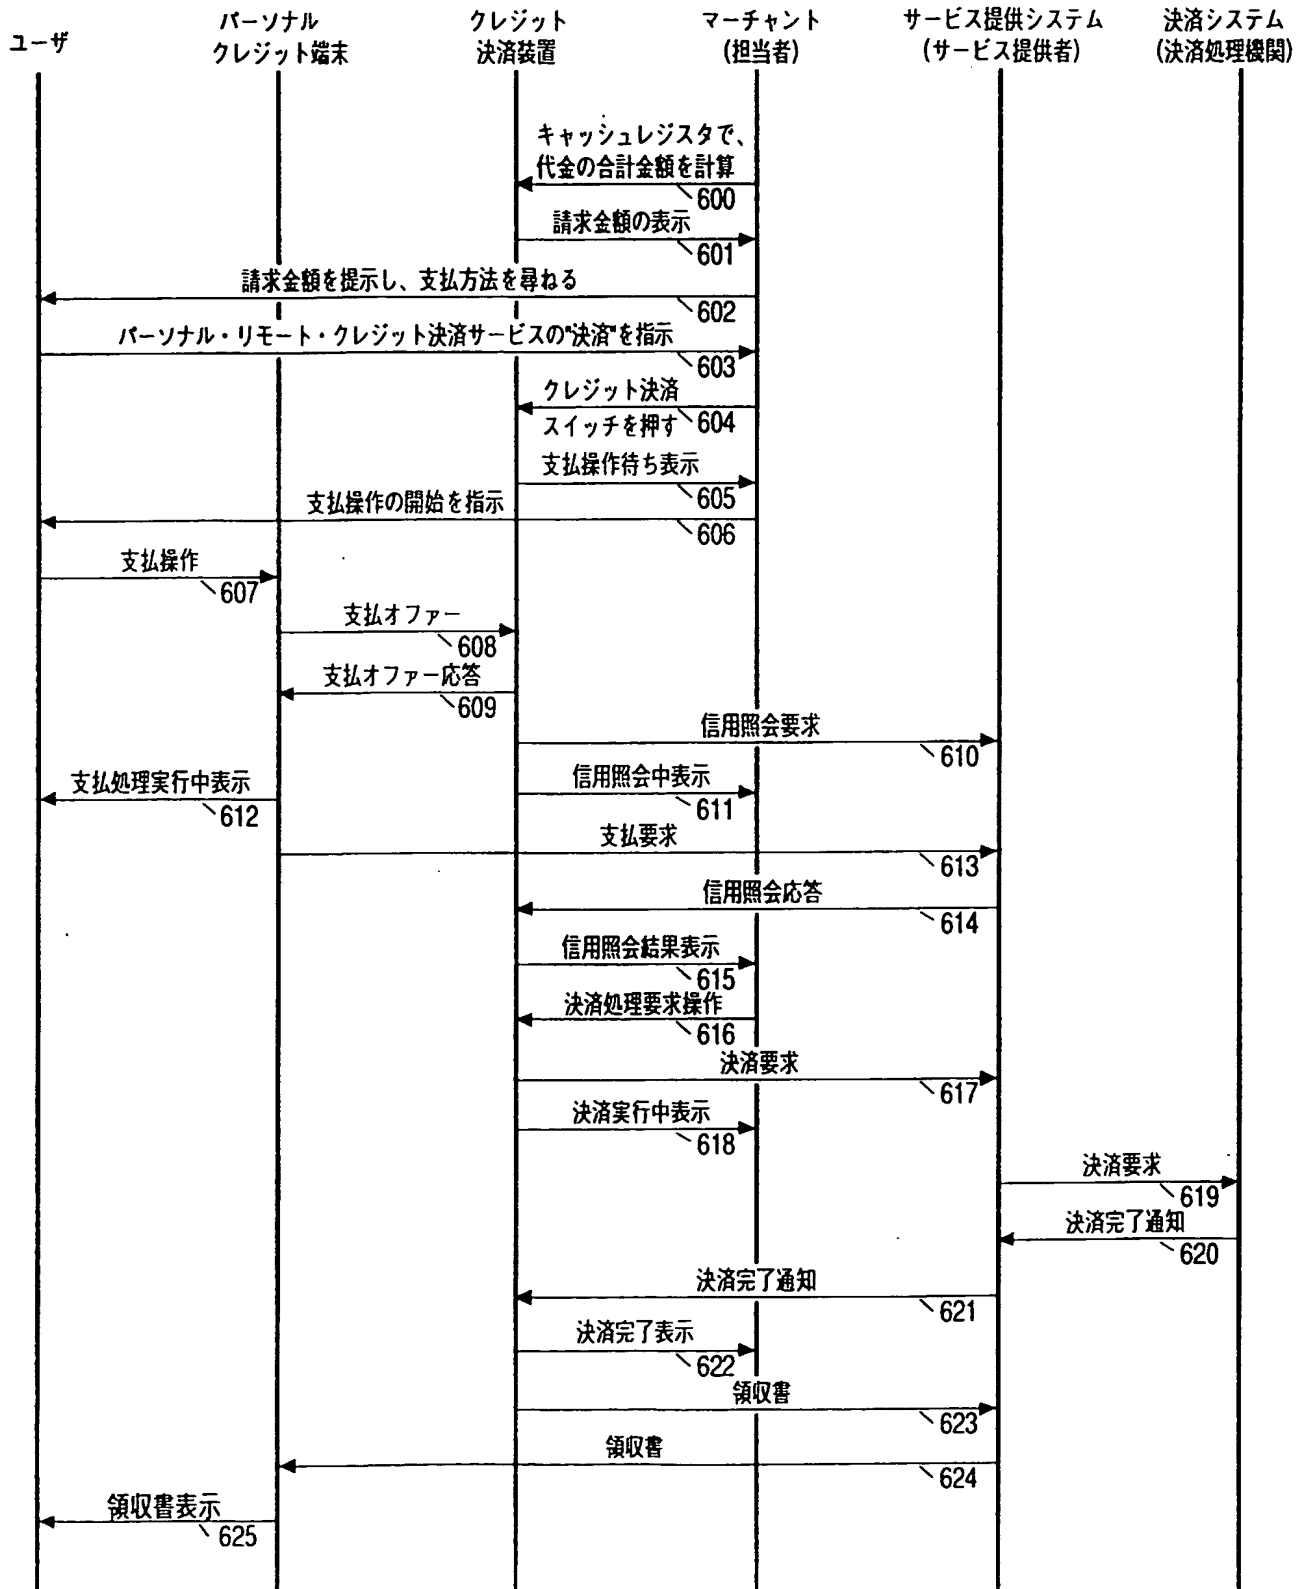 ユーザ
パーソナル
クレジット端末
クレジット
決済装置
マーチャント
(担当者)
サービス提供システム
(サービス提供者)
決済システム
(決済処理機関)
キャッシュレジスタで、
代金の合計金額を計算
600
請求金額の表示
601
請求金額を提示し、支払方法を尋ねる
602
パーソナル・リモート・クレジット決済サービスの"決済"を指示
603
クレジット決済
スイッチを押す
604
支払操作待ち表示
605
支払操作の開始を指示
606
支払操作
607
支払オファー
608
支払オファー応答
609
信用照会要求
610
信用照会中表示
611
支払処理実行中表示
612
支払要求
613
信用照会応答
614
信用照会結果表示
615
決済処理要求操作
616
決済要求
617
決済実行中表示
618
決済要求
619
決済完了通知
620
決済完了通知
621
決済完了表示
622
領収書
623
領収書
624
領収書表示
625